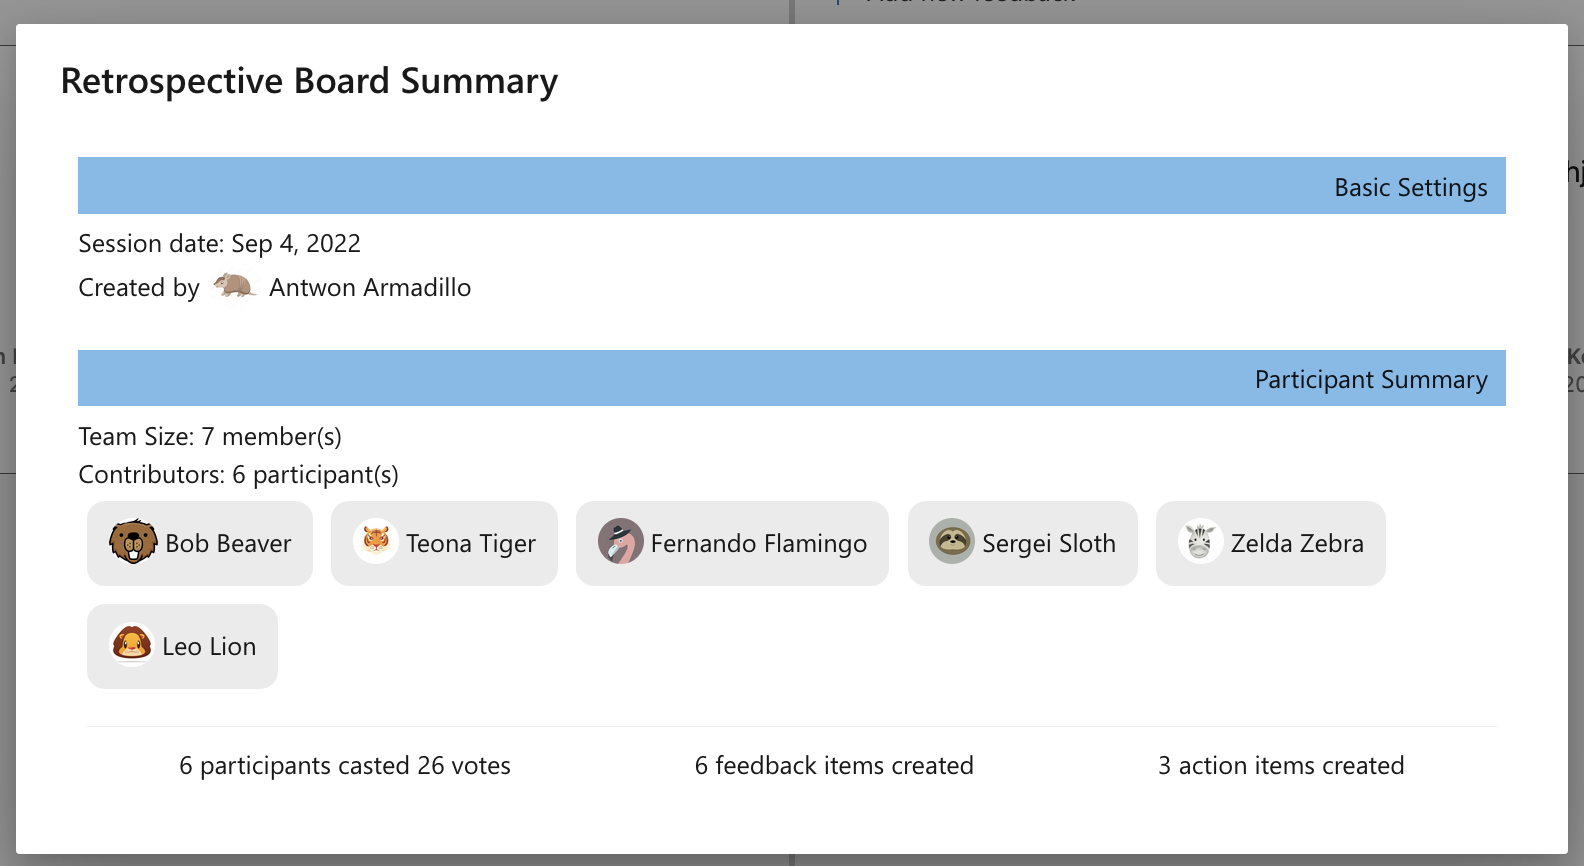 Retrospective Board Summary
Basic Settings
Session date: Sep 4, 2022
Created by Antwon Armadillo
Participant Summary
Team Size: 7 member(s)
Contributors: 6 participant(s)
Bob Beaver Teona Tiger Fernando Flamingo Sergei Sloth Zelda Zebra
Leo Lion
6 participants casted 26 votes 6 feedback items created 3 action items created